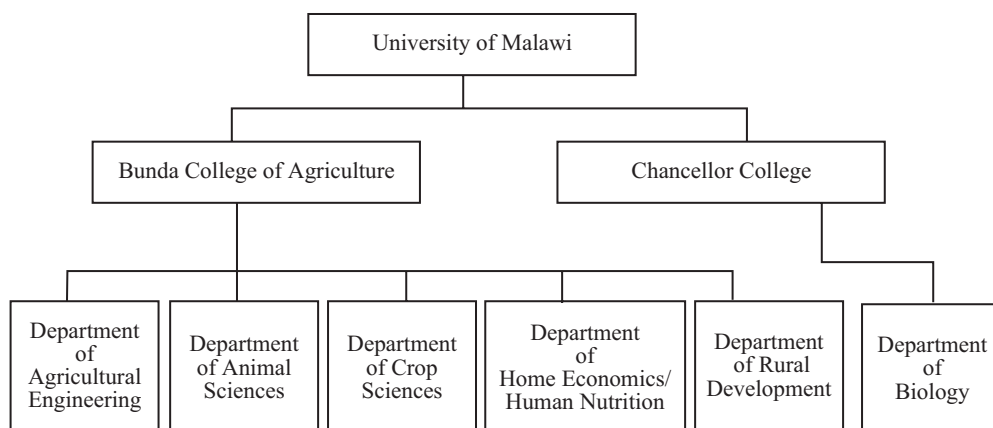 University of Malawi
Bunda College of Agriculture
Chancellor College
Department
of
Agricultural
Engineering
Department
of Animal
Sciences
Department
of Crop
Sciences
Department
of
Home Economics/
Human Nutrition
Department
of Rural
Development
Department
of
Biology